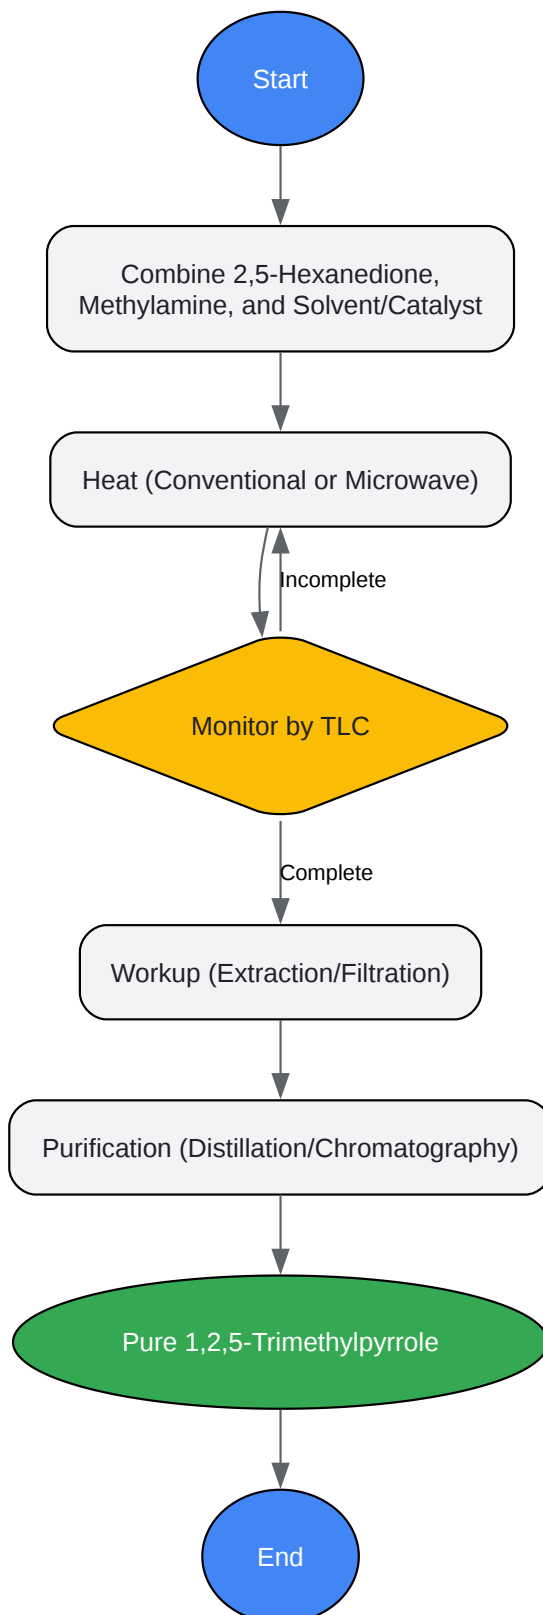 Start
Combine 2,5-Hexanedione,
Methylamine, and Solvent/Catalyst
Heat (Conventional or Microwave)
Incomplete
Monitor by TLC
Complete
Workup (Extraction/Filtration)
Purification (Distillation/Chromatography)
Pure 1,2,5-Trimethylpyrrole
End